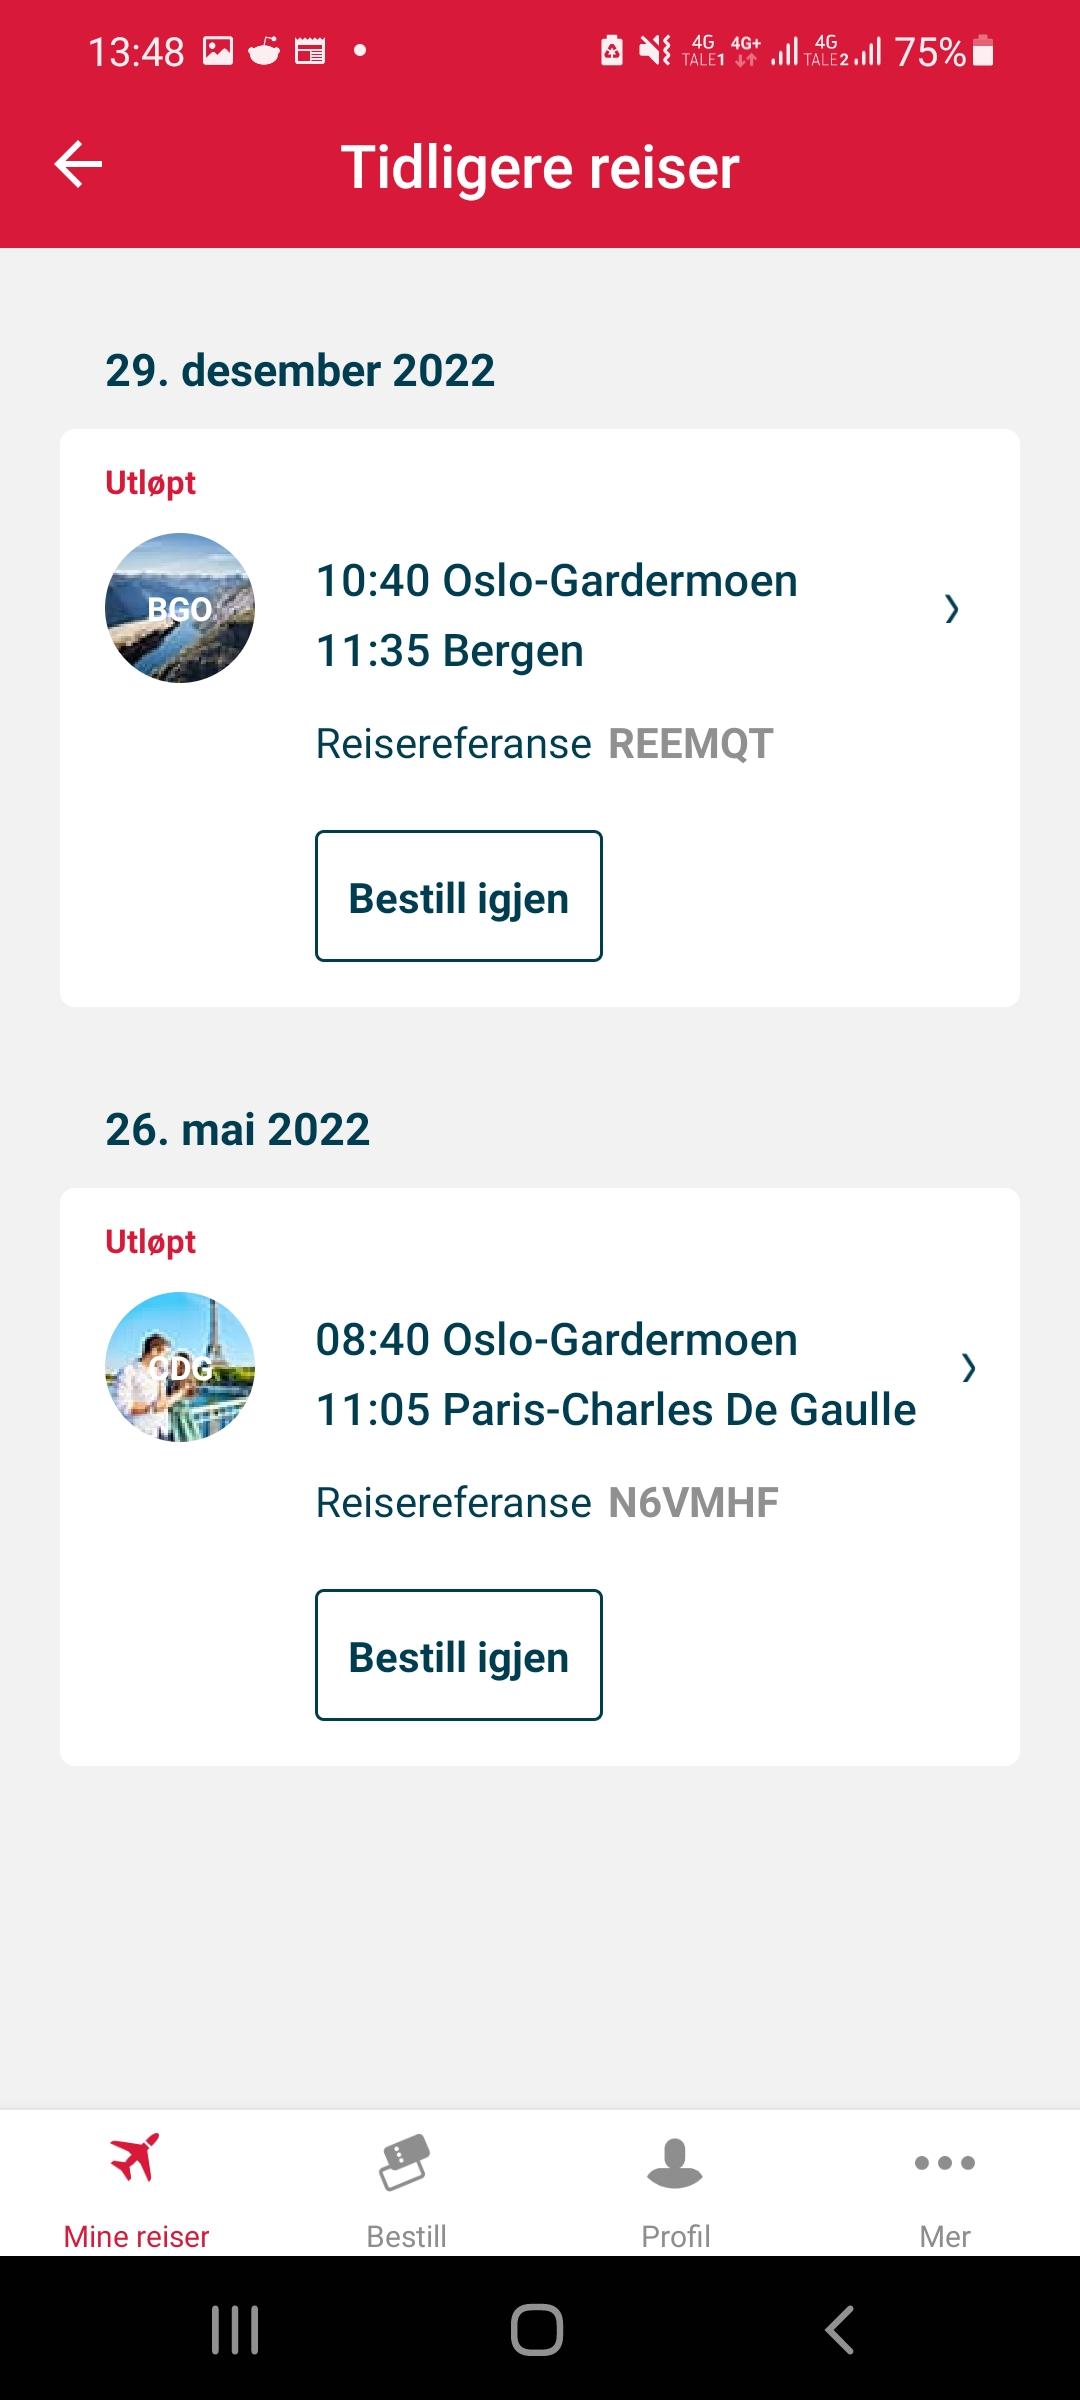 13:48 4G TALE1 4G+ 4G TALE2 75%
Tidligere reiser
29. desember 2022
Utløpt
BGO
10:40 Oslo-Gardermoen
11:35 Bergen
Reisereferanse REEMQT
Bestill igjen
26. mai 2022
Utløpt
CDG
08:40 Oslo-Gardermoen
11:05 Paris-Charles De Gaulle
Reisereferanse N6VMHF
Bestill igjen
Mine reiser Bestill Profil Mer